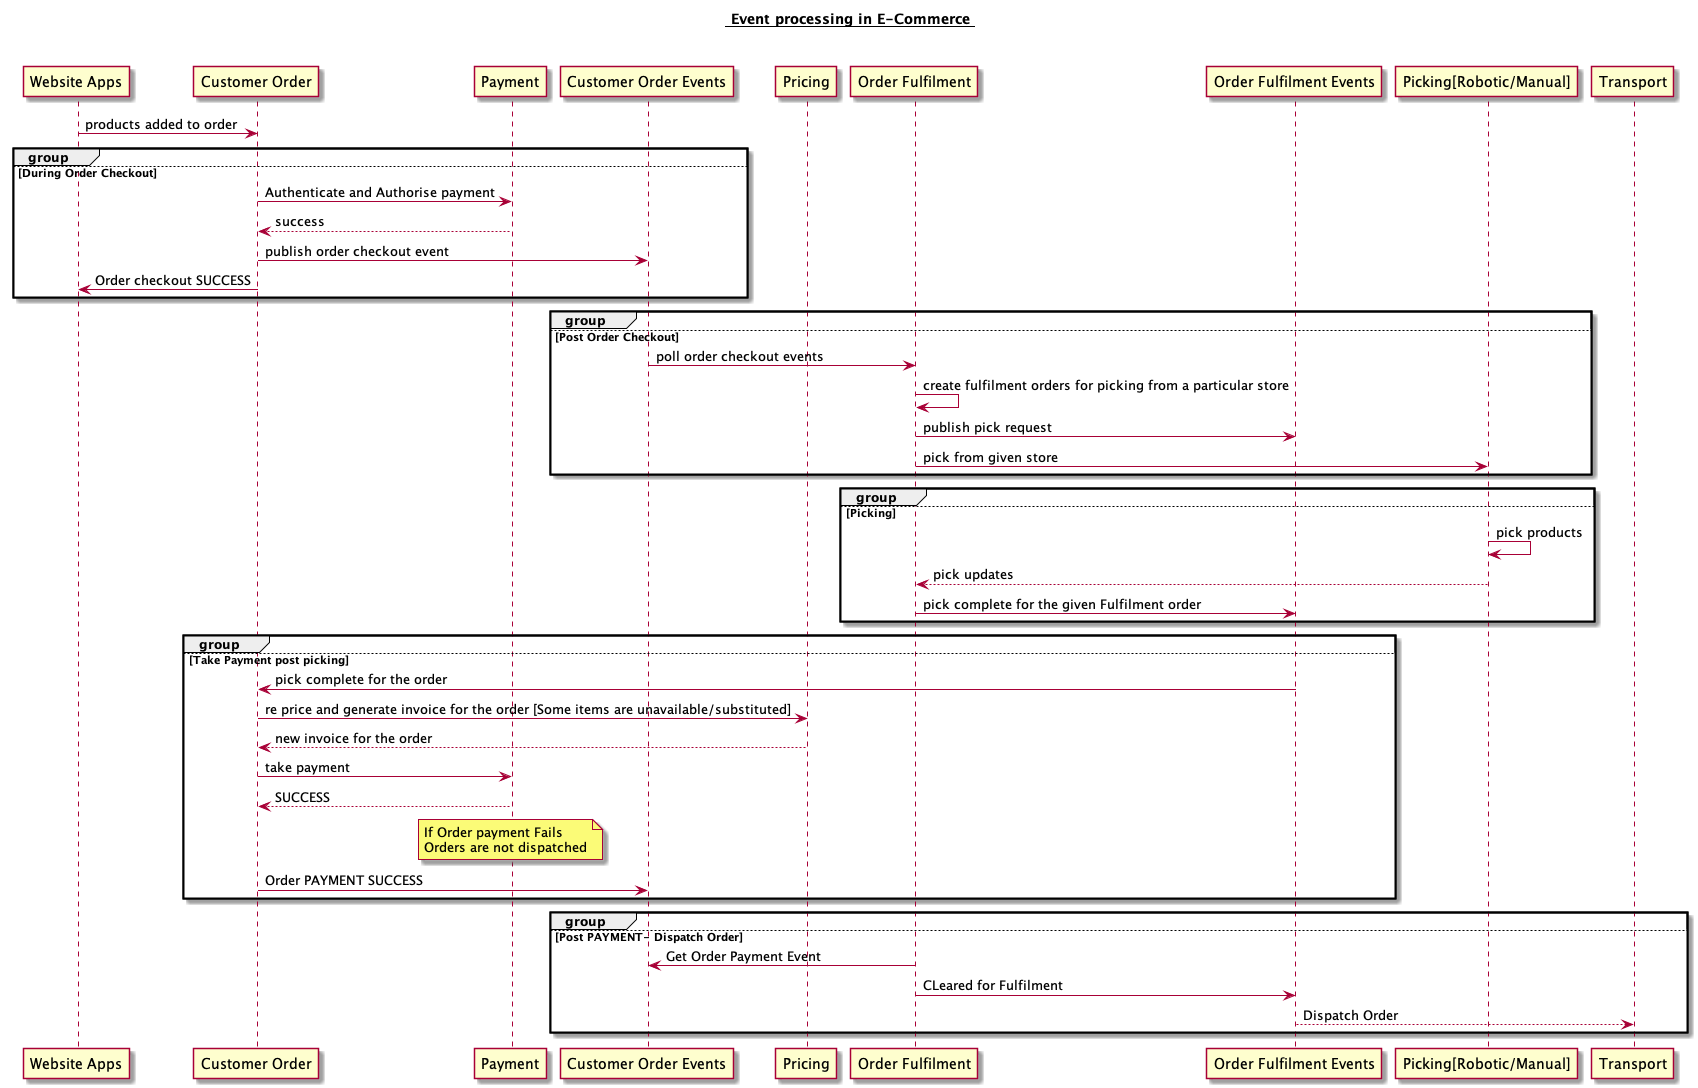 Event processing in E-Commerce
Website Apps
Customer Order
Payment
Customer Order Events
Pricing
Order Fulfilment
Order Fulfilment Events
Picking[Robotic/Manual]
Transport
products added to order
group
[During Order Checkout]
Authenticate and Authorise payment
success
publish order checkout event
Order checkout SUCCESS
group
[Post Order Checkout]
poll order checkout events
create fulfilment orders for picking from a particular store
publish pick request
pick from given store
group
[Picking]
pick products
pick updates
pick complete for the given Fulfilment order
group
[Take Payment post picking]
pick complete for the order
re price and generate invoice for the order [Some items are unavailable/substituted]
new invoice for the order
take payment
SUCCESS
If Order payment Fails
Orders are not dispatched
Order PAYMENT SUCCESS
group
[Post PAYMENT- Dispatch Order]
Get Order Payment Event
CLeared for Fulfilment
Dispatch Order
Website Apps
Customer Order
Payment
Customer Order Events
Pricing
Order Fulfilment
Order Fulfilment Events
Picking[Robotic/Manual]
Transport